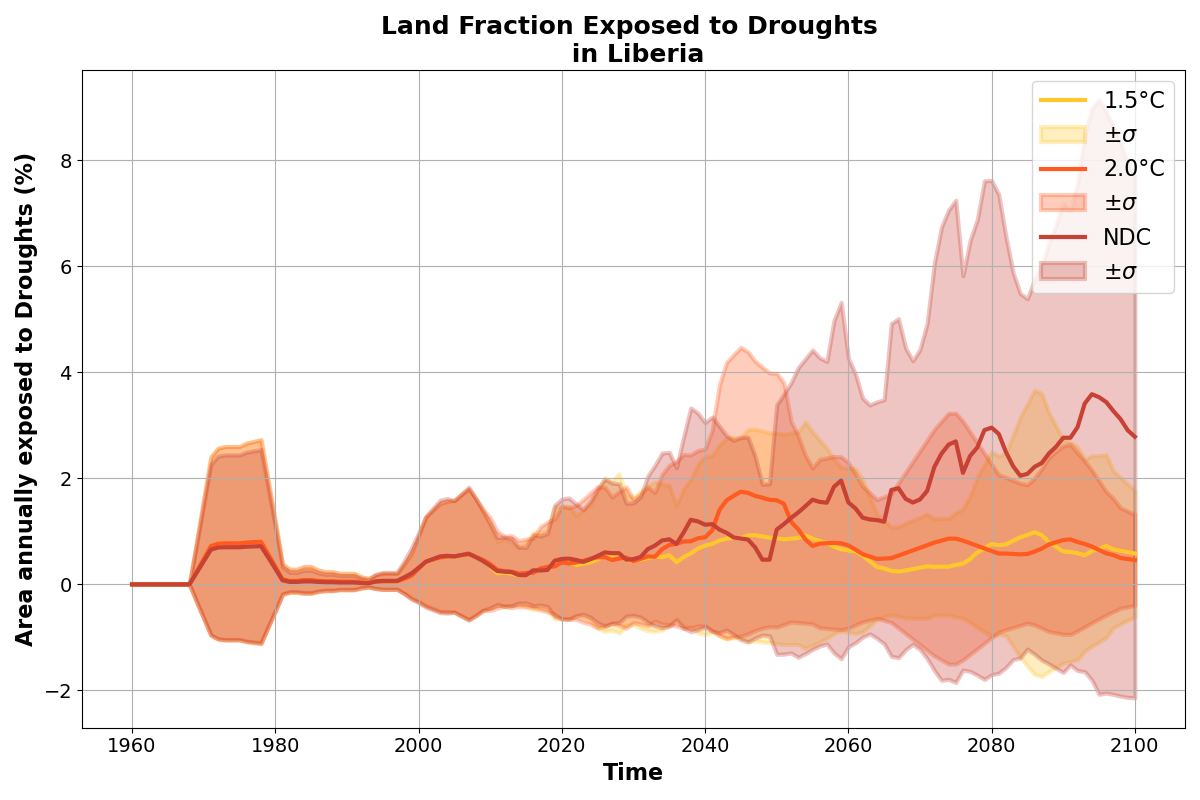 Land Fraction Exposed to Droughts
in Liberia
Area annually exposed to Droughts (%)
8
6
4
2
0
−2
1.5°C
±σ
2.0°C
±σ
NDC
±σ
1960 1980 2000 2020 2040 2060 2080 2100
Time